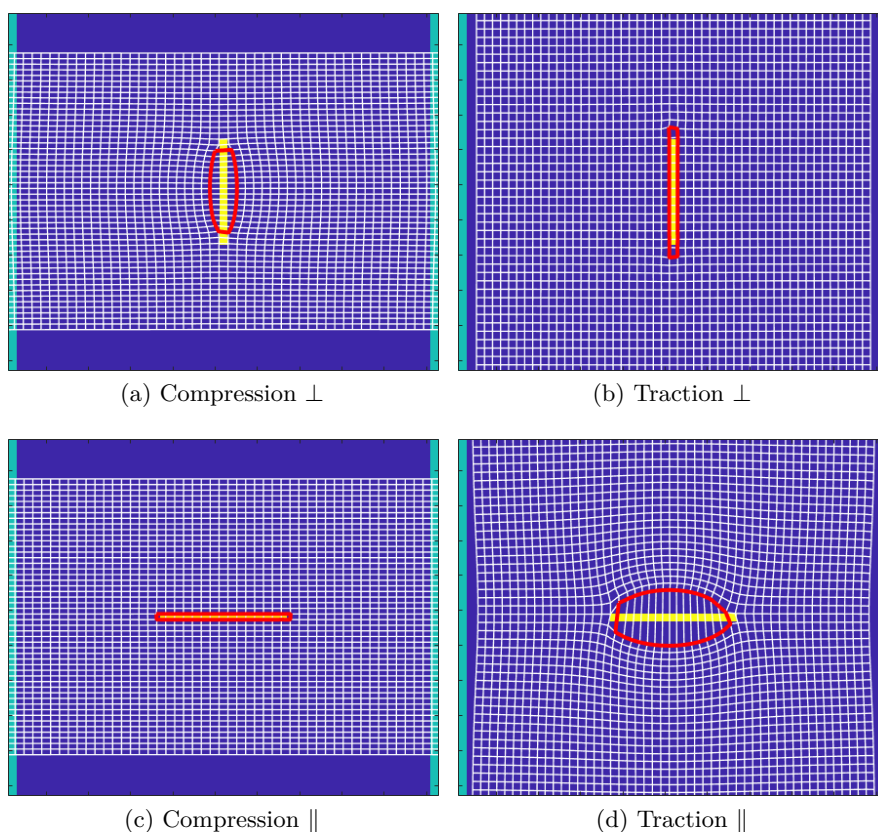 (a) Compression ⊥
(b) Traction ⊥
(c) Compression ∥
(d) Traction ∥